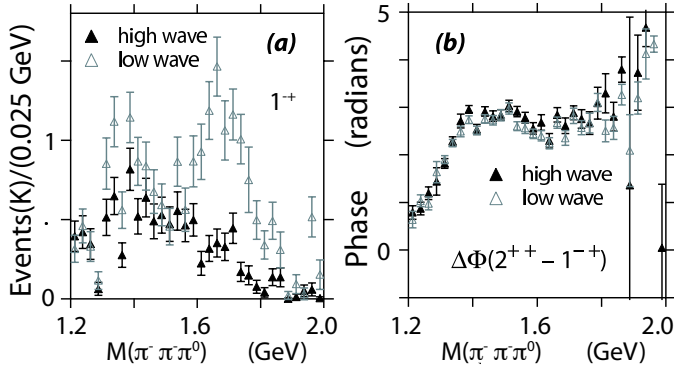 high wave
low wave
(a)
1⁻⁺
Events(K)/(0.025 GeV)
1
0
1.2
1.6
2.0
M(π⁻ π⁻π⁰) (GeV)
5
(b)
Phase (radians)
0
high wave
low wave
ΔΦ(2⁺⁺ − 1⁻⁺)
1.2
1.6
2.0
M(π⁻ π⁻π⁰) (GeV)